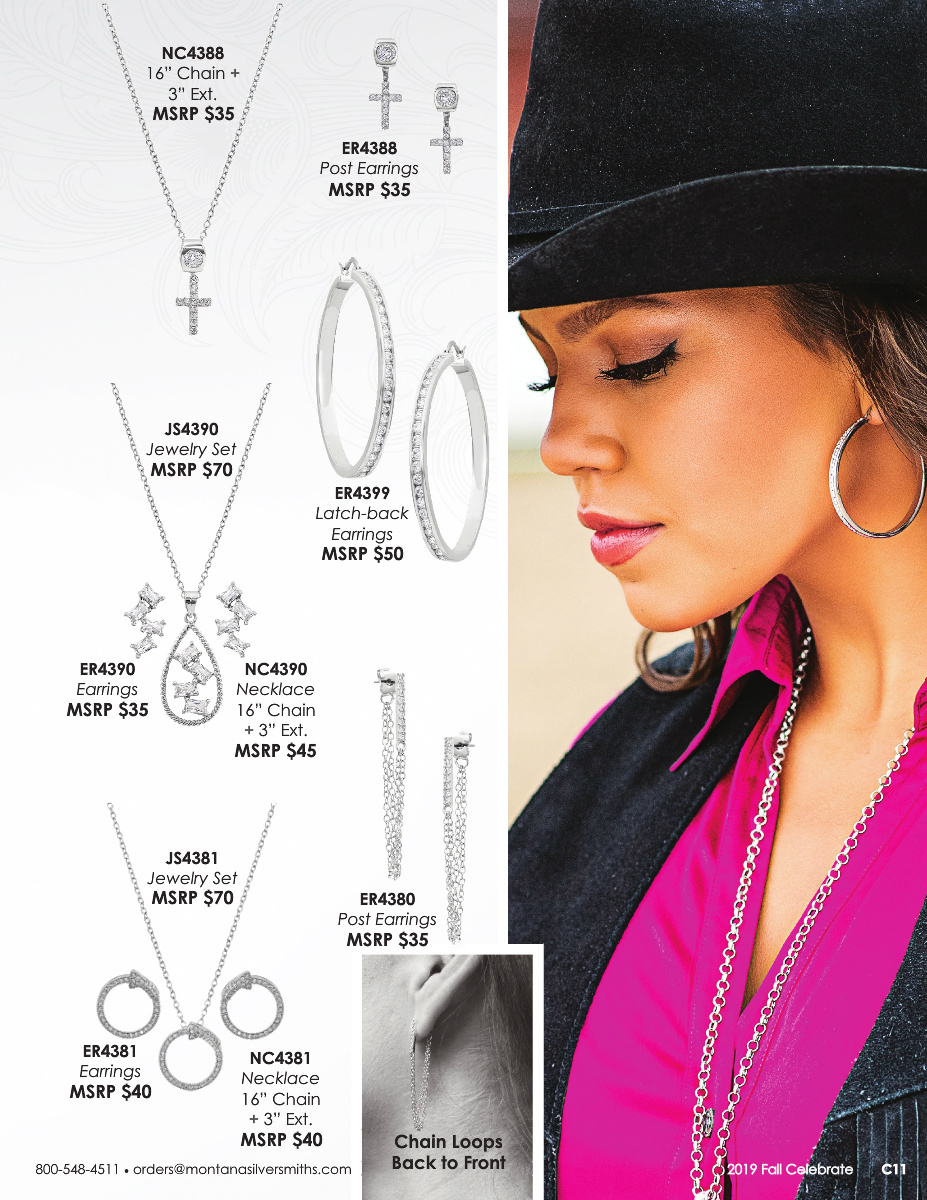 NC4388
16” Chain +
3” Ext.
MSRP $35
ER4388
Post Earrings
MSRP $35
ER4399
Latch-back
Earrings
MSRP $50
JS4390
Jewelry Set
MSRP $70
ER4390
Earrings
MSRP $35
NC4390
Necklace
16” Chain
+ 3” Ext.
MSRP $45
ER4380
Post Earrings
MSRP $35
JS4381
Jewelry Set
MSRP $70
ER4381
Earrings
MSRP $40
NC4381
Necklace
16” Chain
+ 3” Ext.
MSRP $40
Chain Loops
Back to Front
800-548-4511 • orders@montanasilversmiths.com
2019 Fall Celebrate C11